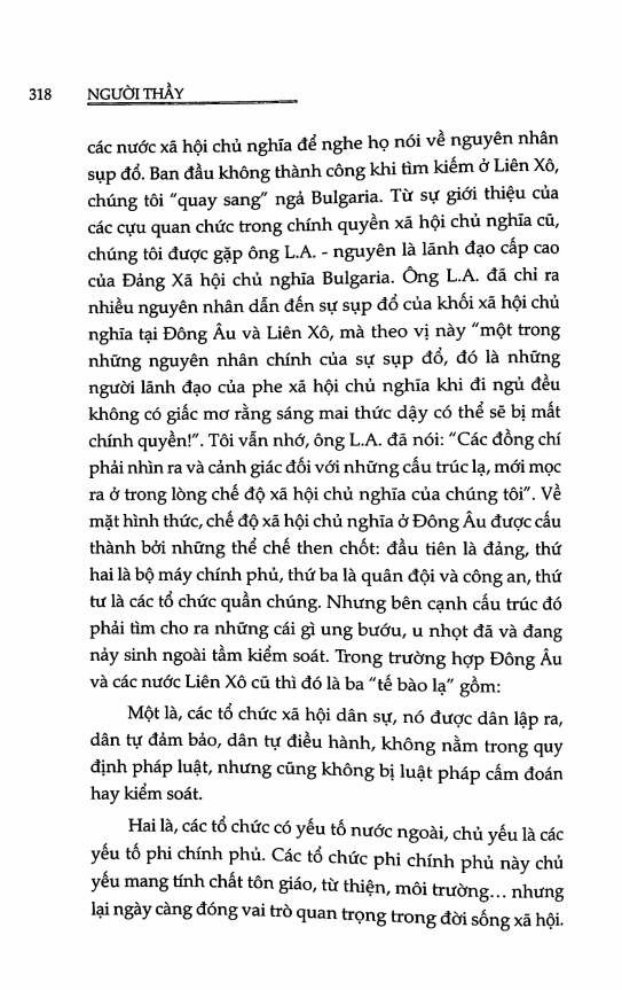 318 NGƯỜI THẦY
các nước xã hội chủ nghĩa để nghe họ nói về nguyên nhân
sụp đổ. Ban đầu không thành công khi tìm kiếm ở Liên Xô,
chúng tôi "quay sang" ngả Bulgaria. Từ sự giới thiệu của
các cựu quan chức trong chính quyền xã hội chủ nghĩa cũ,
chúng tôi được gặp ông L.A. - nguyên là lãnh đạo cấp cao
của Đảng Xã hội chủ nghĩa Bulgaria. Ông L.A. đã chỉ ra
nhiều nguyên nhân dẫn đến sự sụp đổ của khối xã hội chủ
nghĩa tại Đông Âu và Liên Xô, mà theo vị này "một trong
những nguyên nhân chính của sự sụp đổ, đó là những
người lãnh đạo của phe xã hội chủ nghĩa khi đi ngủ đều
không có giấc mơ rằng sáng mai thức dậy có thể sẽ bị mất
chính quyền!". Tôi vẫn nhớ, ông L.A. đã nói: "Các đồng chí
phải nhìn ra và cảnh giác đối với những cấu trúc lạ, mới mọc
ra ở trong lòng chế độ xã hội chủ nghĩa của chúng tôi". Về
mặt hình thức, chế độ xã hội chủ nghĩa ở Đông Âu được cấu
thành bởi những thể chế then chốt: đầu tiên là đảng, thứ
hai là bộ máy chính phủ, thứ ba là quân đội và công an, thứ
tư là các tổ chức quần chúng. Nhưng bên cạnh cấu trúc đó
phải tìm cho ra những cái gì ung bướu, u nhọt đã và đang
nảy sinh ngoài tầm kiểm soát. Trong trường hợp Đông Âu
và các nước Liên Xô cũ thì đó là ba "tế bào lạ" gồm:
Một là, các tổ chức xã hội dân sự, nó được dân lập ra,
dân tự đảm bảo, dân tự điều hành, không nằm trong quy
định pháp luật, nhưng cũng không bị luật pháp cấm đoán
hay kiểm soát.
Hai là, các tổ chức có yếu tố nước ngoài, chủ yếu là các
yếu tố phi chính phủ. Các tổ chức phi chính phủ này chủ
yếu mang tính chất tôn giáo, từ thiện, môi trường... nhưng
lại ngày càng đóng vai trò quan trọng trong đời sống xã hội.